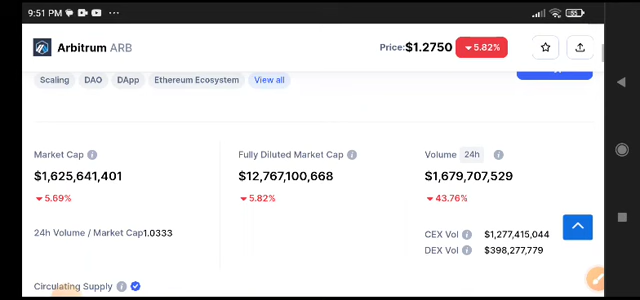 9:51 PM
Arbitrum ARB Price:$1.2750 5.82%
Scaling DAO DApp Ethereum Ecosystem View all
Market Cap Fully Diluted Market Cap Volume 24h
$1,625,641,401 $12,767,100,668 $1,679,707,529
5.69% 5.82% 43.76%
24h Volume / Market Cap1.0333
CEX Vol $1,277,415,044
DEX Vol $398,277,779
Circulating Supply